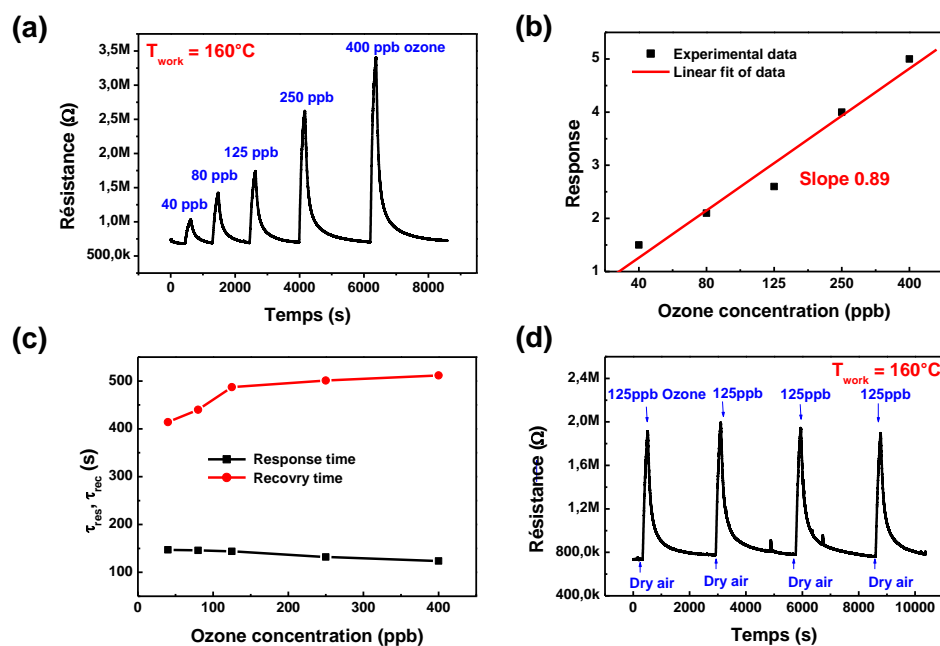 (a)
T_work = 160°C
400 ppb ozone
250 ppb
125 ppb
80 ppb
40 ppb
3,5M
3,0M
2,5M
2,0M
1,5M
1,0M
500,0k
Résistance (Ω)
0 2000 4000 6000 8000
Temps (s)
(b)
Experimental data
Linear fit of data
Slope 0.89
5
4
3
2
1
Response
40 80 125 250 400
Ozone concentration (ppb)
(c)
500
400
300
200
100
τres, τrec (s)
Response time
Recovry time
0 100 200 300 400
Ozone concentration (ppb)
(d)
T_work = 160°C
125ppb Ozone 125ppb 125ppb 125ppb
2,4M
2,0M
1,6M
1,2M
800,0k
400,0k
Résistance (Ω)
Dry air Dry air Dry air Dry air
0 2000 4000 6000 8000 10000
Temps (s)